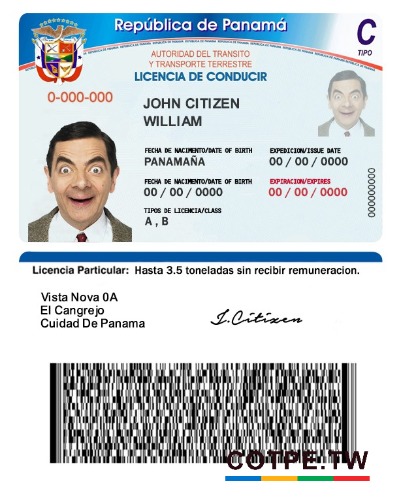 República de Panamá
C
TIPO
AUTORIDAD DEL TRANSITO
Y TRANSPORTE TERRESTRE
LICENCIA DE CONDUCIR
0-000-000
JOHN CITIZEN
WILLIAM
FECHA DE NACIMENTO/DATE OF BIRTH
EXPEDICION/ISSUE DATE
PANAMAÑA
00 / 00 / 0000
FECHA DE NACIMENTO/DATE OF BIRTH
EXPIRACION/EXPIRES
00 / 00 / 0000
00 / 00 / 0000
TIPOS DE LICENCIA/CLASS
A , B
000000000
Licencia Particular: Hasta 3.5 toneladas sin recibir remuneracion.
Vista Nova 0A
El Cangrejo
Cuidad De Panama
J.Citizen
COTPE.TW